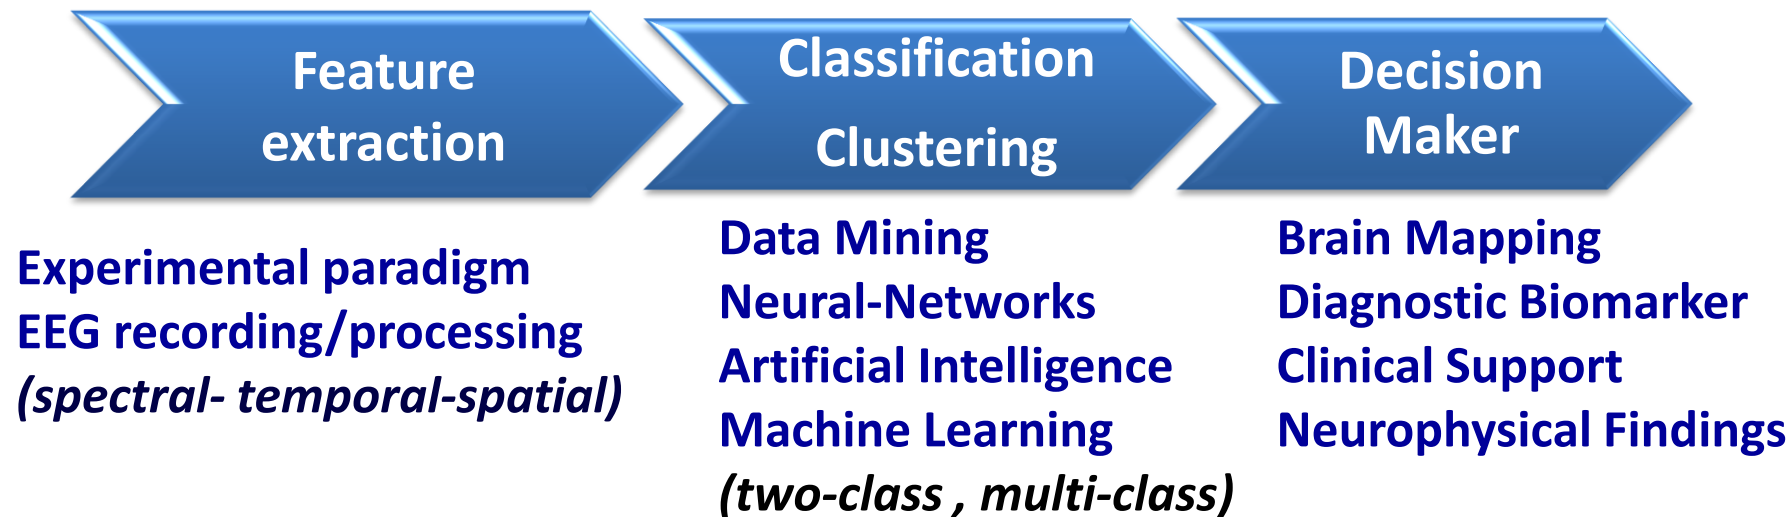 Feature
extraction
Classification
Clustering
Decision
Maker
Experimental paradigm
EEG recording/processing
(spectral- temporal-spatial)
Data Mining
Neural-Networks
Artificial Intelligence
Machine Learning
(two-class , multi-class)
Brain Mapping
Diagnostic Biomarker
Clinical Support
Neurophysical Findings